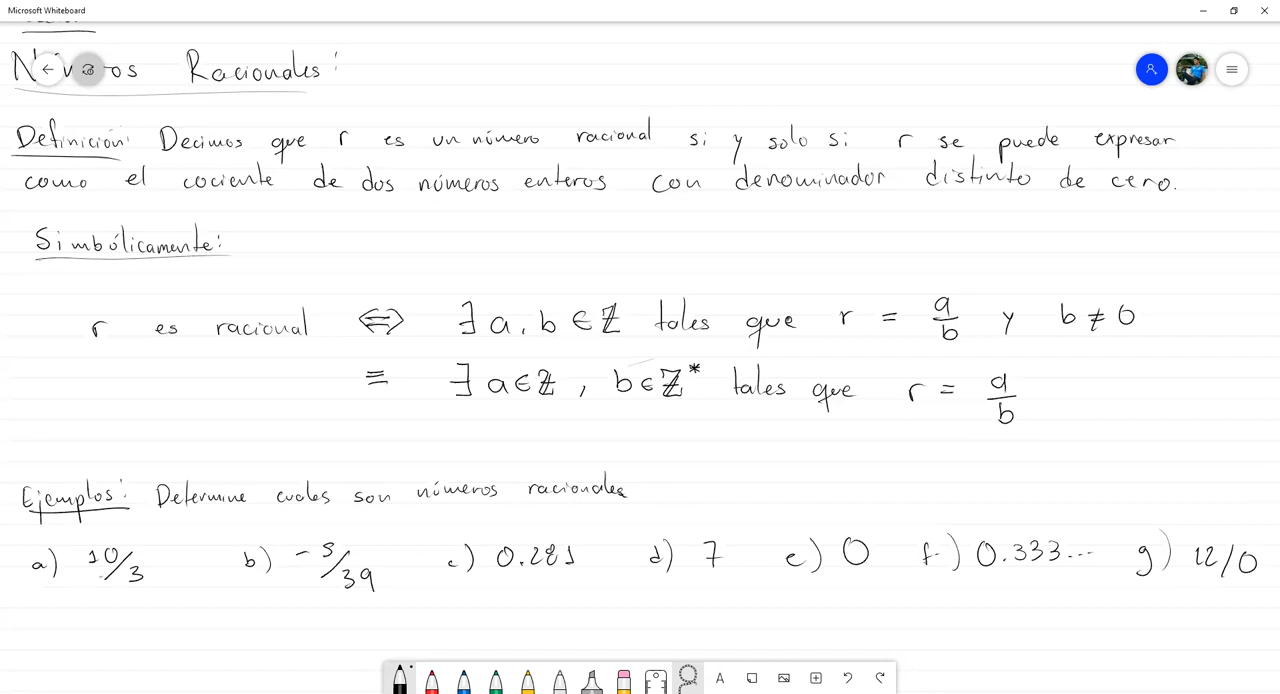 Microsoft Whiteboard
Racionales:
Definición: Decimos que r es un número racional si y solo si r se puede expresar
como el cociente de dos números enteros con denominador distinto de cero.
Simbólicamente:
r es racional ⇔ ∃ a, b ∈ ℤ tales que r = a/b y b ≠ 0
≡ ∃ a ∈ ℤ, b ∈ ℤ* tales que r = a/b
Ejemplos: Determine cuales son números racionales
a) 10/3 b) -5/39 c) 0.281 d) 7 e) 0 f) 0.333... g) 12/0
A